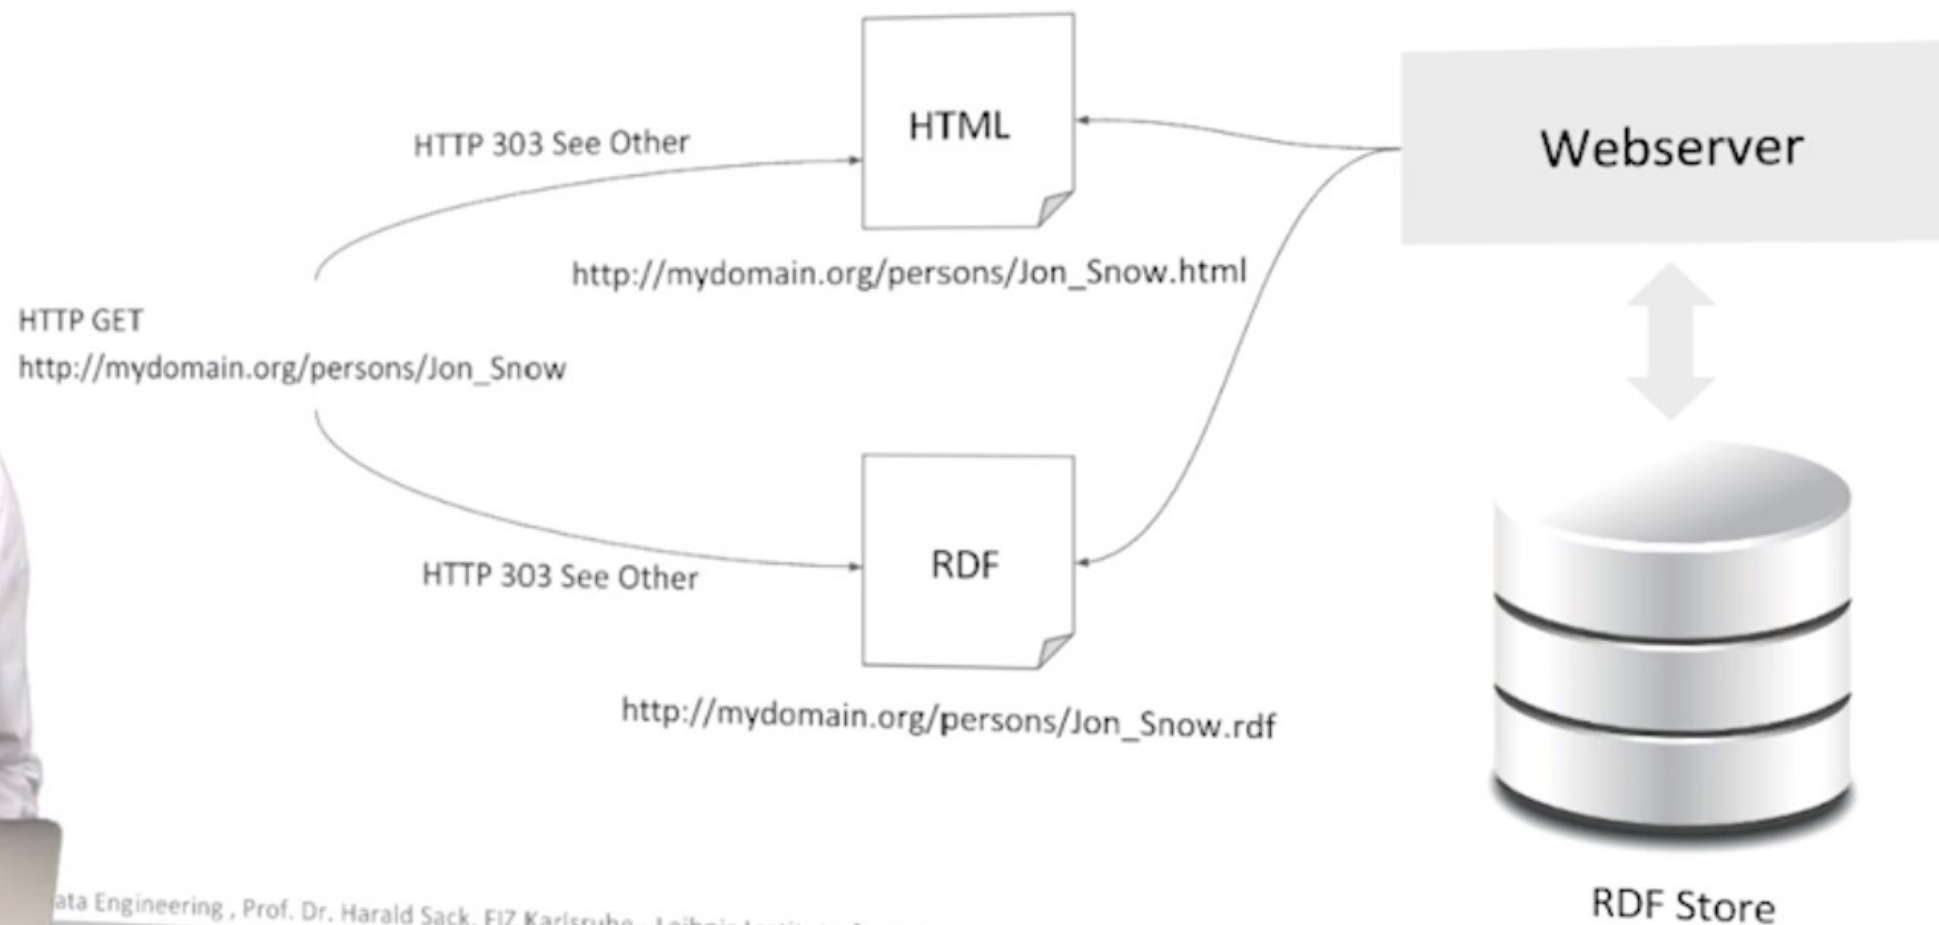 HTTP 303 See Other
HTML
Webserver
http://mydomain.org/persons/Jon_Snow.html
HTTP GET
http://mydomain.org/persons/Jon_Snow
RDF
HTTP 303 See Other
http://mydomain.org/persons/Jon_Snow.rdf
RDF Store
ata Engineering , Prof. Dr. Harald Sack, FIZ Karlsruhe - Leibniz